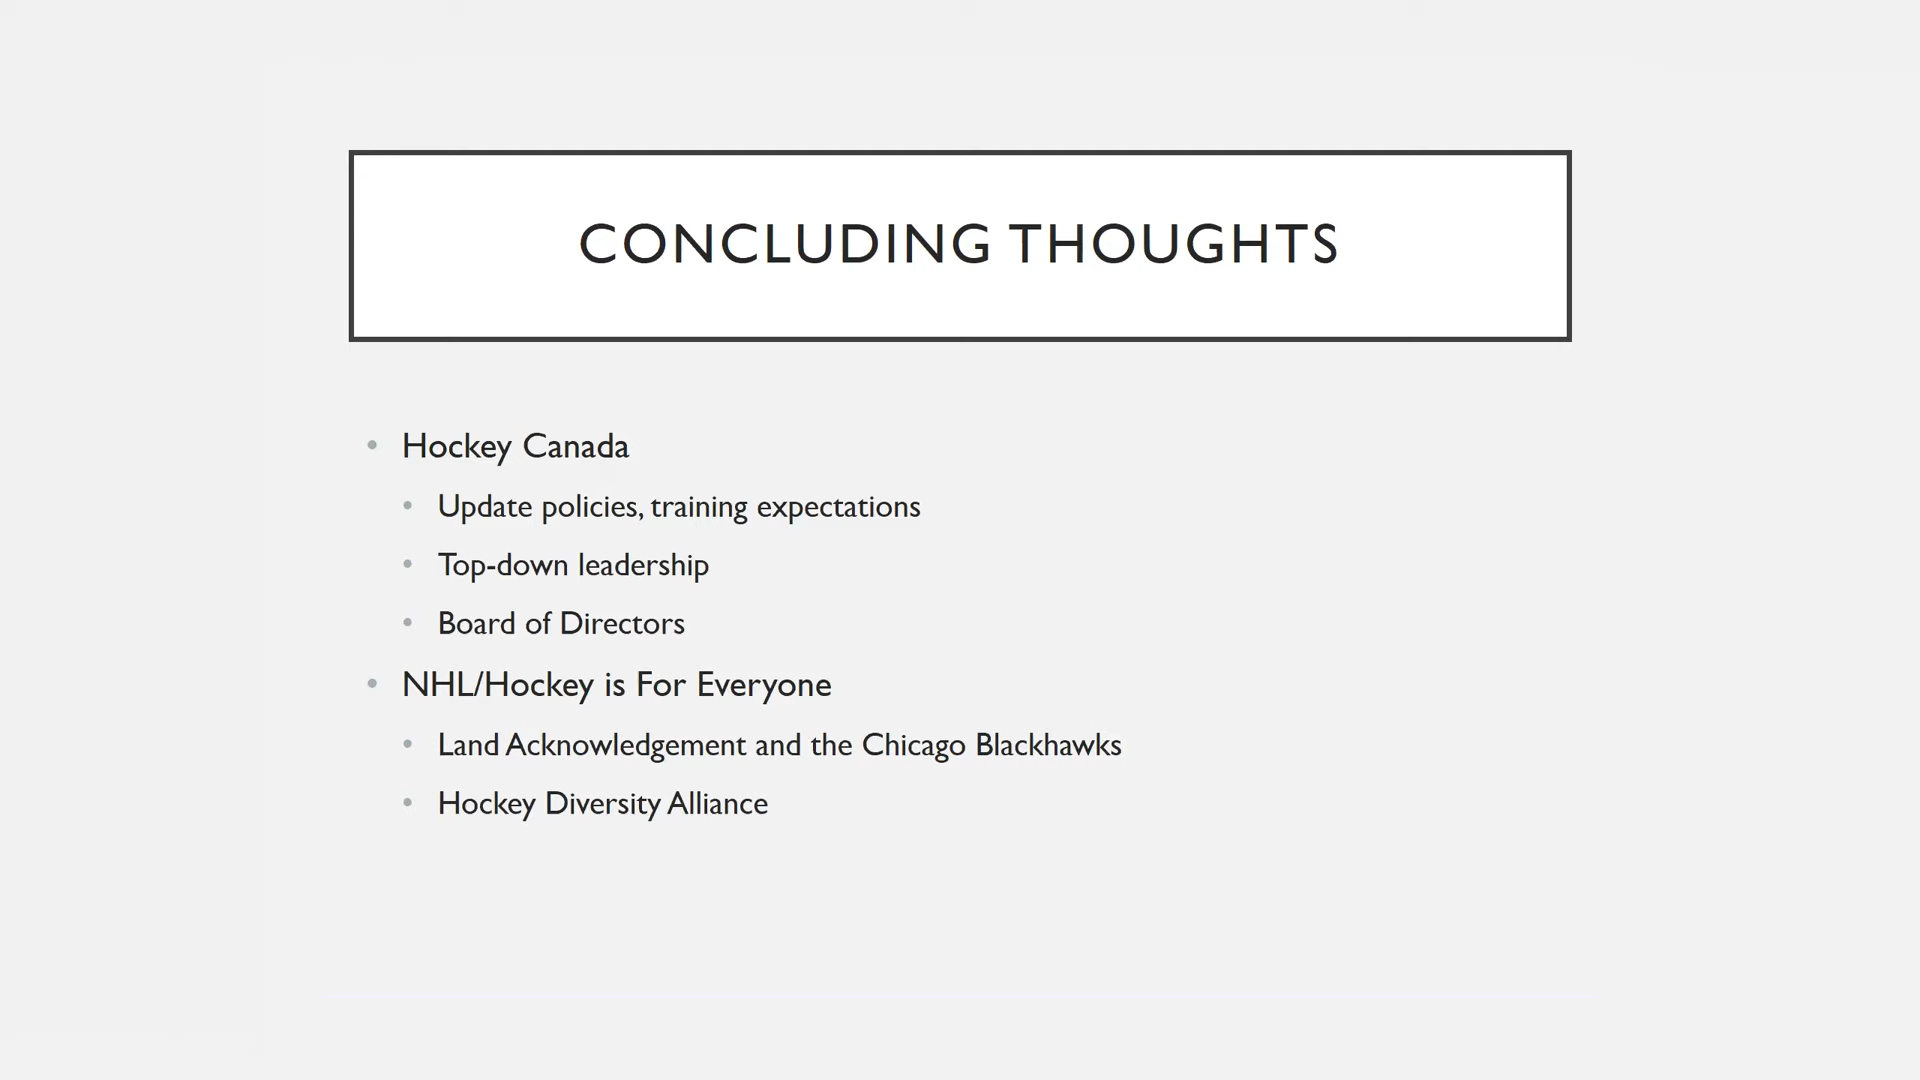 CONCLUDING THOUGHTS
• Hockey Canada
• Update policies, training expectations
• Top-down leadership
• Board of Directors
• NHL/Hockey is For Everyone
• Land Acknowledgement and the Chicago Blackhawks
• Hockey Diversity Alliance